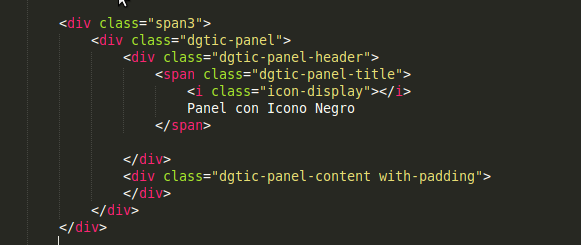 <div class="span3">
<div class="dgtic-panel">
<div class="dgtic-panel-header">
<span class="dgtic-panel-title">
<i class="icon-display"></i>
Panel con Icono Negro
</span>
</div>
<div class="dgtic-panel-content with-padding">
</div>
</div>
</div>